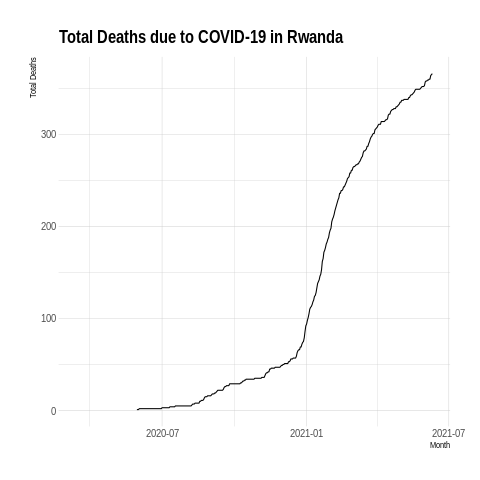 Total Deaths due to COVID-19 in Rwanda
Total Deaths
300
200
100
0
2020-07
2021-01
2021-07
Month